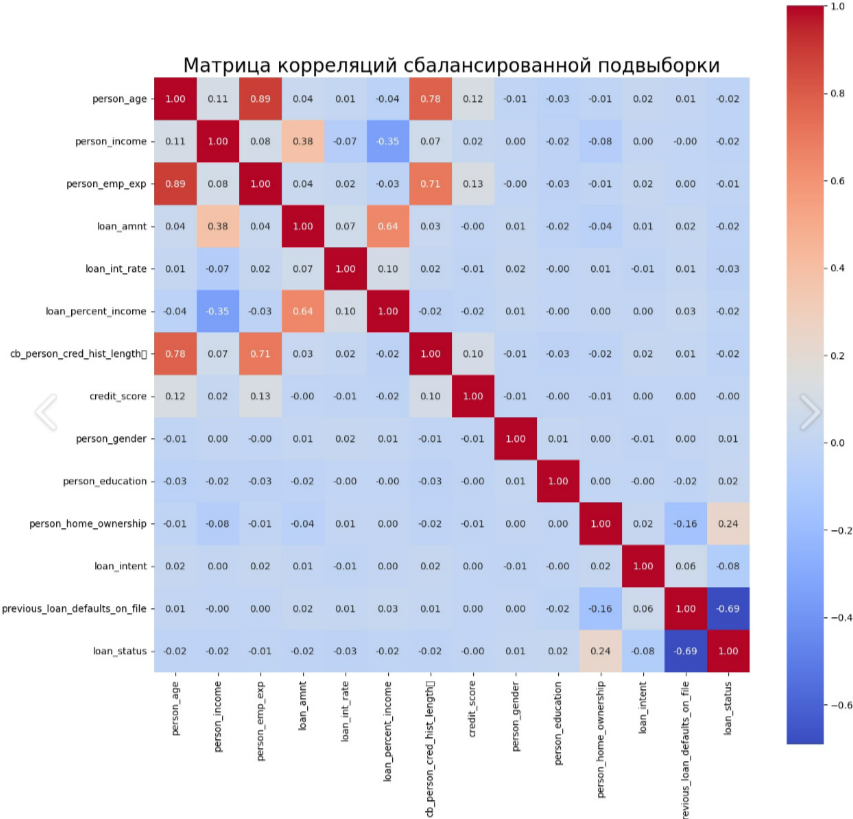 Матрица корреляций сбалансированной подвыборки
person_age 1.00 0.11 0.89 0.04 0.01 -0.04 0.78 0.12 -0.01 -0.03 -0.01 0.02 0.01 -0.02
person_income 0.11 1.00 0.08 0.38 -0.07 -0.35 0.07 0.02 0.00 -0.02 -0.08 0.00 -0.00 -0.02
person_emp_exp 0.89 0.08 1.00 0.04 0.02 -0.03 0.71 0.13 -0.00 -0.03 -0.01 0.02 0.00 -0.01
loan_amnt 0.04 0.38 0.04 1.00 0.07 0.64 0.03 -0.00 0.01 -0.02 -0.04 0.01 0.02 -0.02
loan_int_rate 0.01 -0.07 0.02 0.07 1.00 0.10 0.02 -0.01 0.02 -0.00 0.01 -0.01 0.01 -0.03
loan_percent_income -0.04 -0.35 -0.03 0.64 0.10 1.00 -0.02 -0.02 0.01 -0.00 0.00 0.00 0.03 -0.02
cb_person_cred_hist_length▯ 0.78 0.07 0.71 0.03 0.02 -0.02 1.00 0.10 -0.01 -0.03 -0.02 0.02 0.01 -0.02
credit_score 0.12 0.02 0.13 -0.00 -0.01 -0.02 0.10 1.00 -0.01 -0.00 -0.01 0.00 0.00 -0.00
person_gender -0.01 0.00 -0.00 0.01 0.02 0.01 -0.01 -0.01 1.00 0.01 0.00 -0.01 0.00 0.01
person_education -0.03 -0.02 -0.03 -0.02 -0.00 -0.00 -0.03 -0.00 0.01 1.00 0.00 -0.00 -0.02 0.02
person_home_ownership -0.01 -0.08 -0.01 -0.04 0.01 0.00 -0.02 -0.01 0.00 0.00 1.00 0.02 -0.16 0.24
loan_intent 0.02 0.00 0.02 0.01 -0.01 0.00 0.02 0.00 -0.01 -0.00 0.02 1.00 0.06 -0.08
previous_loan_defaults_on_file 0.01 -0.00 0.00 0.02 0.01 0.03 0.01 0.00 0.00 -0.02 -0.16 0.06 1.00 -0.69
loan_status -0.02 -0.02 -0.01 -0.02 -0.03 -0.02 -0.02 -0.00 0.01 0.02 0.24 -0.08 -0.69 1.00
person_age
person_income
person_emp_exp
loan_amnt
loan_int_rate
loan_percent_income
cb_person_cred_hist_length▯
credit_score
person_gender
person_education
person_home_ownership
loan_intent
revious_loan_defaults_on_file
loan_status
1.0
0.8
0.6
0.4
0.2
0.0
−0.2
−0.4
−0.6